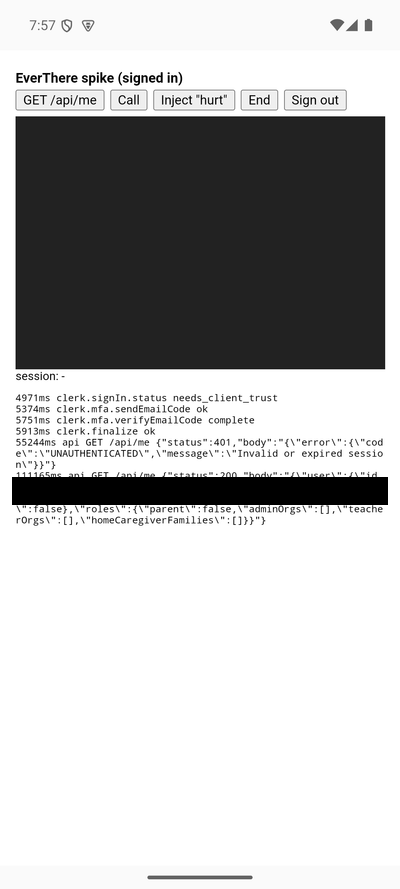 7:57
EverThere spike (signed in)
GET /api/me Call Inject "hurt" End Sign out
session: -
4971ms clerk.signIn.status needs_client_trust
5374ms clerk.mfa.sendEmailCode ok
5751ms clerk.mfa.verifyEmailCode complete
5913ms clerk.finalize ok
55244ms api GET /api/me {"status":401,"body":"{\"error\":{\"cod
e\":\"UNAUTHENTICATED\",\"message\":\"Invalid or expired sessio
n\"}}"}
111165ms api GET /api/me {"status":200,"body":"{\"user\":{\"id
\":false},\"roles\":{\"parent\":false,\"adminOrgs\":[],\"teache
rOrgs\":[],\"homeCaregiverFamilies\":[]}}"}